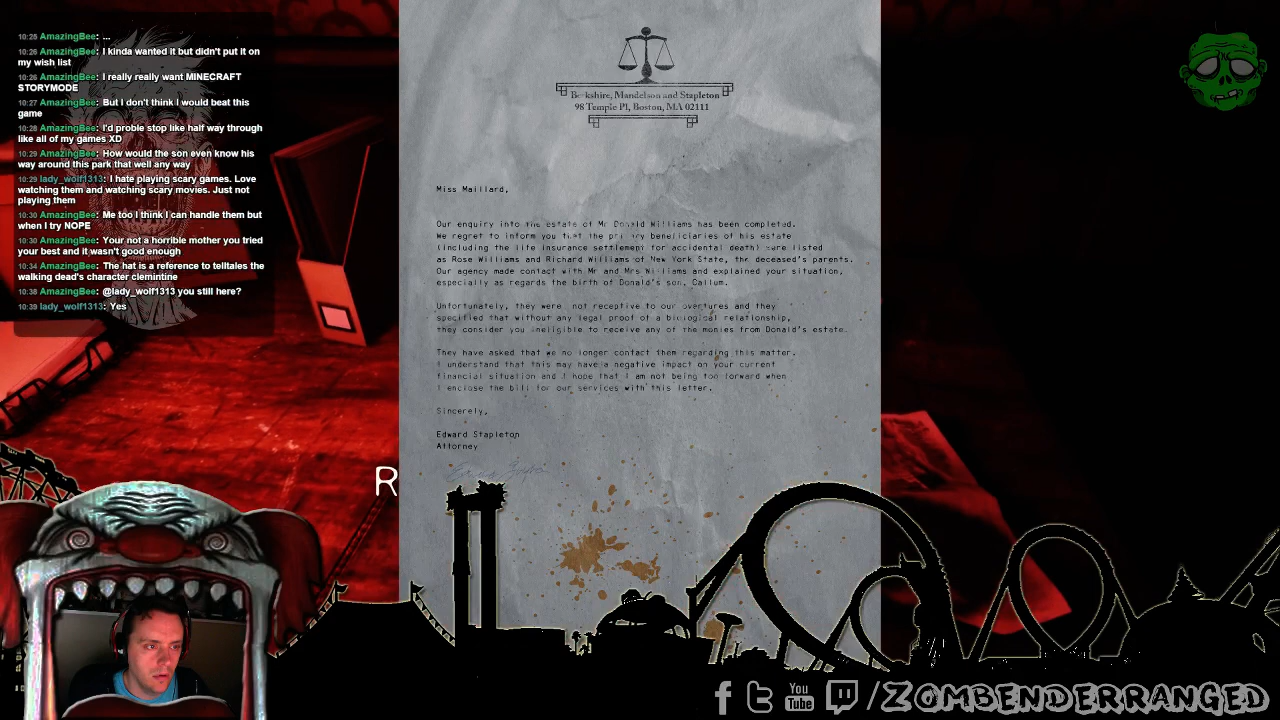 10:25 AmazingBee: ...
10:26 AmazingBee: I kinda wanted it but didn't put it on
my wish list
10:26 AmazingBee: I really really want MINECRAFT
STORYMODE
10:27 AmazingBee: But I don't think I would beat this
game
10:28 AmazingBee: I'd proble stop like half way through
like all of my games XD
10:29 AmazingBee: How would the son even know his
way around this park that well any way
10:29 lady_wolf1313: I hate playing scary games. Love
watching them and watching scary movies. Just not
playing them
10:30 AmazingBee: Me too I think I can handle them but
when I try NOPE
10:30 AmazingBee: Your not a horrible mother you tried
your best and it wasn't good enough
10:34 AmazingBee: The hat is a reference to telltales the
walking dead's character clemintine
10:38 AmazingBee: @lady_wolf1313 you still here?
10:39 lady_wolf1313: Yes
Berkshire, Mandelson and Stapleton
98 Temple Pl, Boston, MA 02111
Miss Maillard,
Our enquiry into the estate of Mr Donald Williams has been completed.
We regret to inform you that the primary beneficiaries of his estate
(including the life insurance settlement for accidental death) were listed
as Rose Williams and Richard Williams of New York State, the deceased's parents.
Our agency made contact with Mr and Mrs Williams and explained your situation,
especially as regards the birth of Donald's son, Callum.
Unfortunately, they were not receptive to our overtures and they
specified that without any legal proof of a biological relationship,
they consider you ineligible to receive any of the monies from Donald's estate.
They have asked that we no longer contact them regarding this matter.
I understand that this may have a negative impact on your current
financial situation and I hope that I am not being too forward when
I enclose the bill for our services with this letter.
Sincerely,
Edward Stapleton
Attorney
R
You
Tube
/ZOMBENDERRANGED